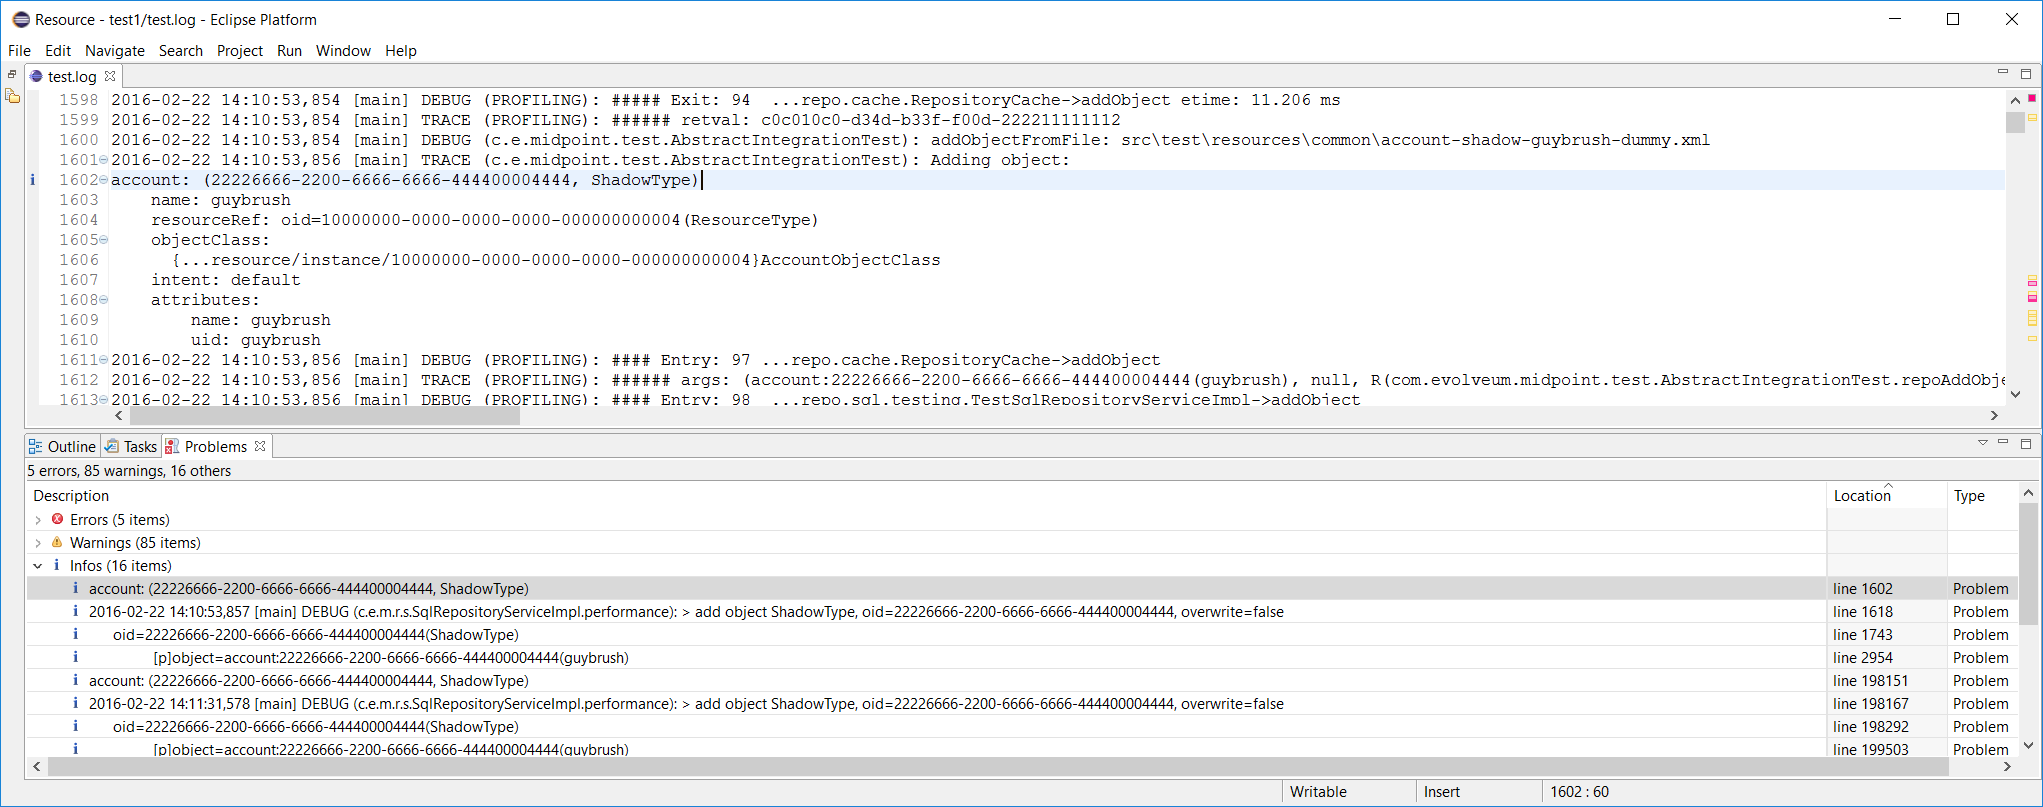 Resource - test1/test.log - Eclipse Platform
File Edit Navigate Search Project Run Window Help
test.log
1598 2016-02-22 14:10:53,854 [main] DEBUG (PROFILING): ##### Exit: 94  ...repo.cache.RepositoryCache->addObject etime: 11.206 ms
1599 2016-02-22 14:10:53,854 [main] TRACE (PROFILING): ###### retval: c0c010c0-d34d-b33f-f00d-222211111112
1600 2016-02-22 14:10:53,854 [main] DEBUG (c.e.midpoint.test.AbstractIntegrationTest): addObjectFromFile: src\test\resources\common\account-shadow-guybrush-dummy.xml
1601 2016-02-22 14:10:53,856 [main] TRACE (c.e.midpoint.test.AbstractIntegrationTest): Adding object:
1602 account: (22226666-2200-6666-6666-444400004444, ShadowType)
1603     name: guybrush
1604     resourceRef: oid=10000000-0000-0000-0000-000000000004(ResourceType)
1605     objectClass:
1606       {...resource/instance/10000000-0000-0000-0000-000000000004}AccountObjectClass
1607     intent: default
1608     attributes:
1609         name: guybrush
1610         uid: guybrush
1611 2016-02-22 14:10:53,856 [main] DEBUG (PROFILING): #### Entry: 97 ...repo.cache.RepositoryCache->addObject
1612 2016-02-22 14:10:53,856 [main] TRACE (PROFILING): ###### args: (account:22226666-2200-6666-6666-444400004444(guybrush), null, R(com.evolveum.midpoint.test.AbstractIntegrationTest.repoAddObje
1613 2016-02-22 14:10:53,856 [main] DEBUG (PROFILING): #### Entry: 98  ...repo.sql.testing.TestSqlRepositoryServiceImpl->addObject
Outline Tasks Problems
5 errors, 85 warnings, 16 others
Description Location Type
Errors (5 items)
Warnings (85 items)
Infos (16 items)
account: (22226666-2200-6666-6666-444400004444, ShadowType) line 1602 Problem
2016-02-22 14:10:53,857 [main] DEBUG (c.e.m.r.s.SqlRepositoryServiceImpl.performance): > add object ShadowType, oid=22226666-2200-6666-6666-444400004444, overwrite=false line 1618 Problem
oid=22226666-2200-6666-6666-444400004444(ShadowType) line 1743 Problem
[p]object=account:22226666-2200-6666-6666-444400004444(guybrush) line 2954 Problem
account: (22226666-2200-6666-6666-444400004444, ShadowType) line 198151 Problem
2016-02-22 14:11:31,578 [main] DEBUG (c.e.m.r.s.SqlRepositoryServiceImpl.performance): > add object ShadowType, oid=22226666-2200-6666-6666-444400004444, overwrite=false line 198167 Problem
oid=22226666-2200-6666-6666-444400004444(ShadowType) line 198292 Problem
[p]object=account:22226666-2200-6666-6666-444400004444(guybrush) line 199503 Problem
Writable Insert 1602 : 60